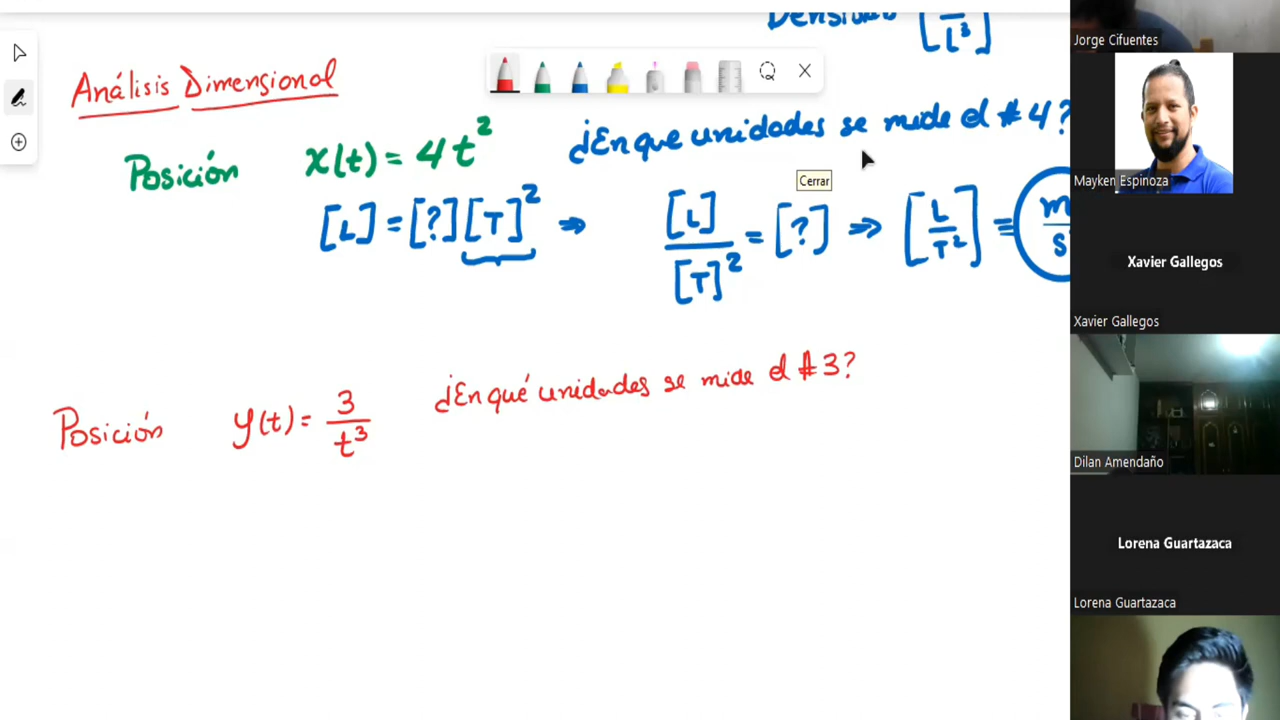 Densidad
[ / L³]
Análisis Dimensional
Posición x(t) = 4t² ¿En que unidades se mide el #4?
Cerrar
[L] = [?][T]² ⇒ [L]/[T]² = [?] ⇒ [L/T²] ≡ m/s
Posición y(t) = 3/t³ ¿En qué unidades se mide el #3?
Jorge Cifuentes
Mayken Espinoza
Xavier Gallegos
Xavier Gallegos
Dilan Amendaño
Lorena Guartazaca
Lorena Guartazaca